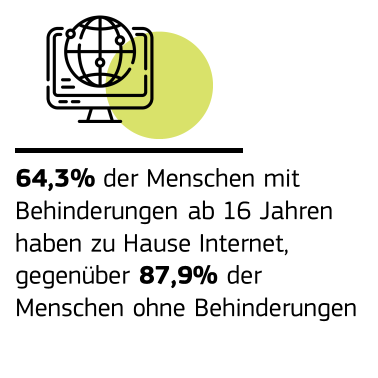 64,3% der Menschen mit
Behinderungen ab 16 Jahren
haben zu Hause Internet,
gegenüber 87,9% der
Menschen ohne Behinderungen